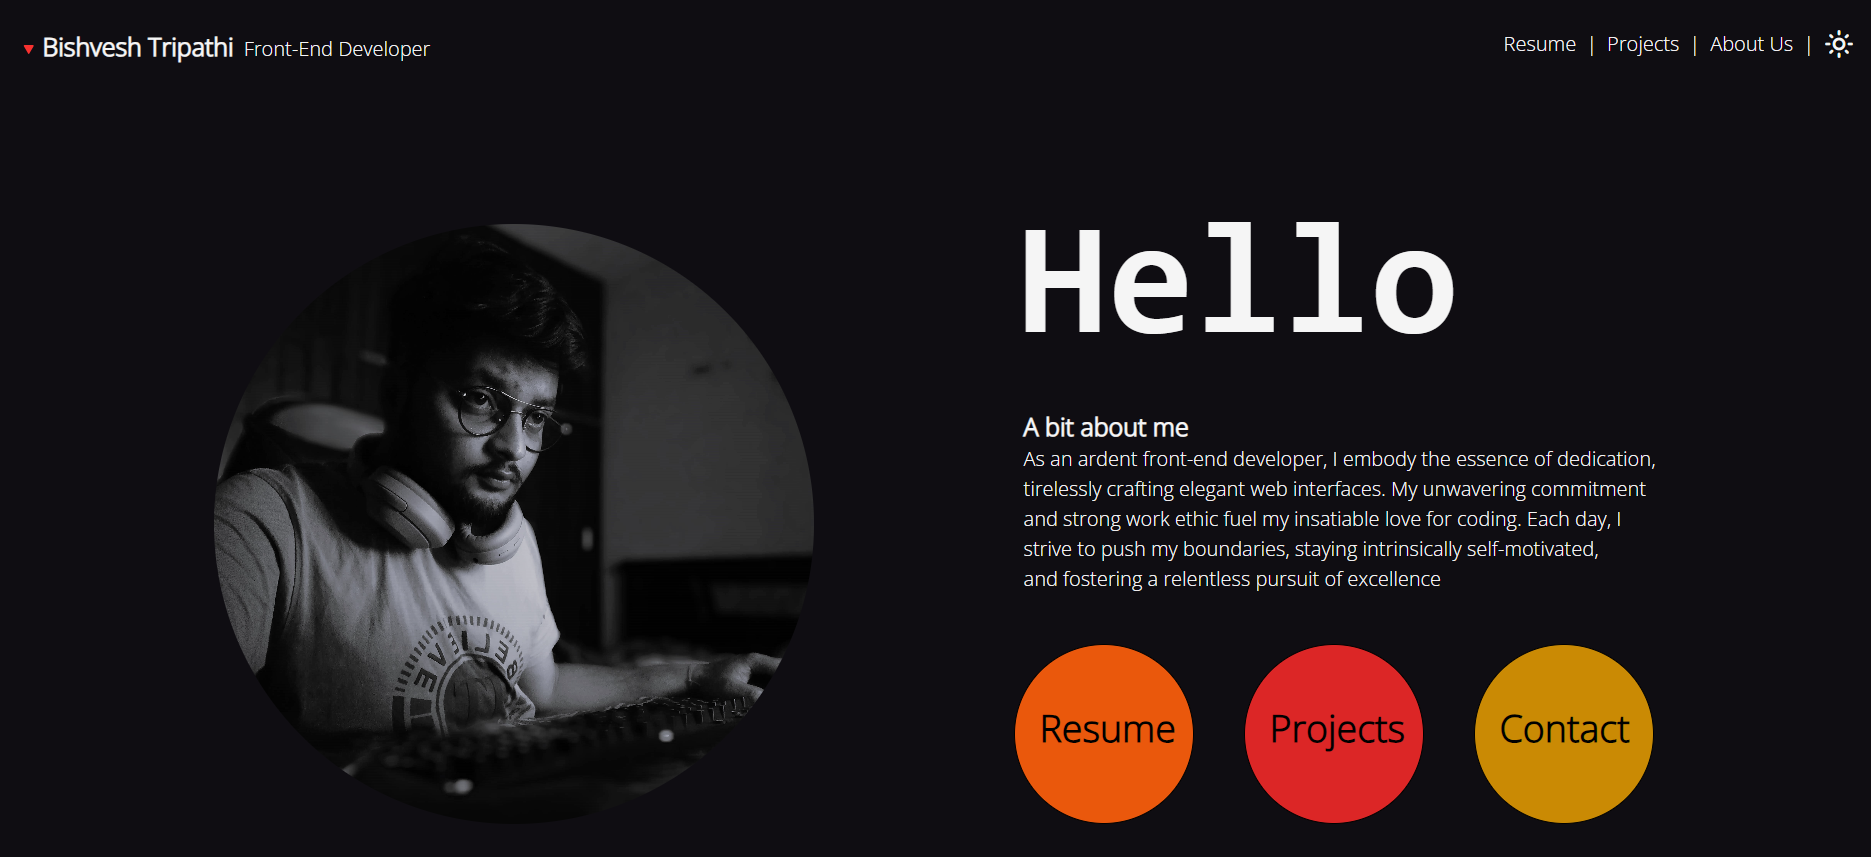 Bishvesh Tripathi Front-End Developer
Resume | Projects | About Us |
Hello
A bit about me
As an ardent front-end developer, I embody the essence of dedication,
tirelessly crafting elegant web interfaces. My unwavering commitment
and strong work ethic fuel my insatiable love for coding. Each day, I
strive to push my boundaries, staying intrinsically self-motivated,
and fostering a relentless pursuit of excellence
BELIEVE
Resume Projects Contact